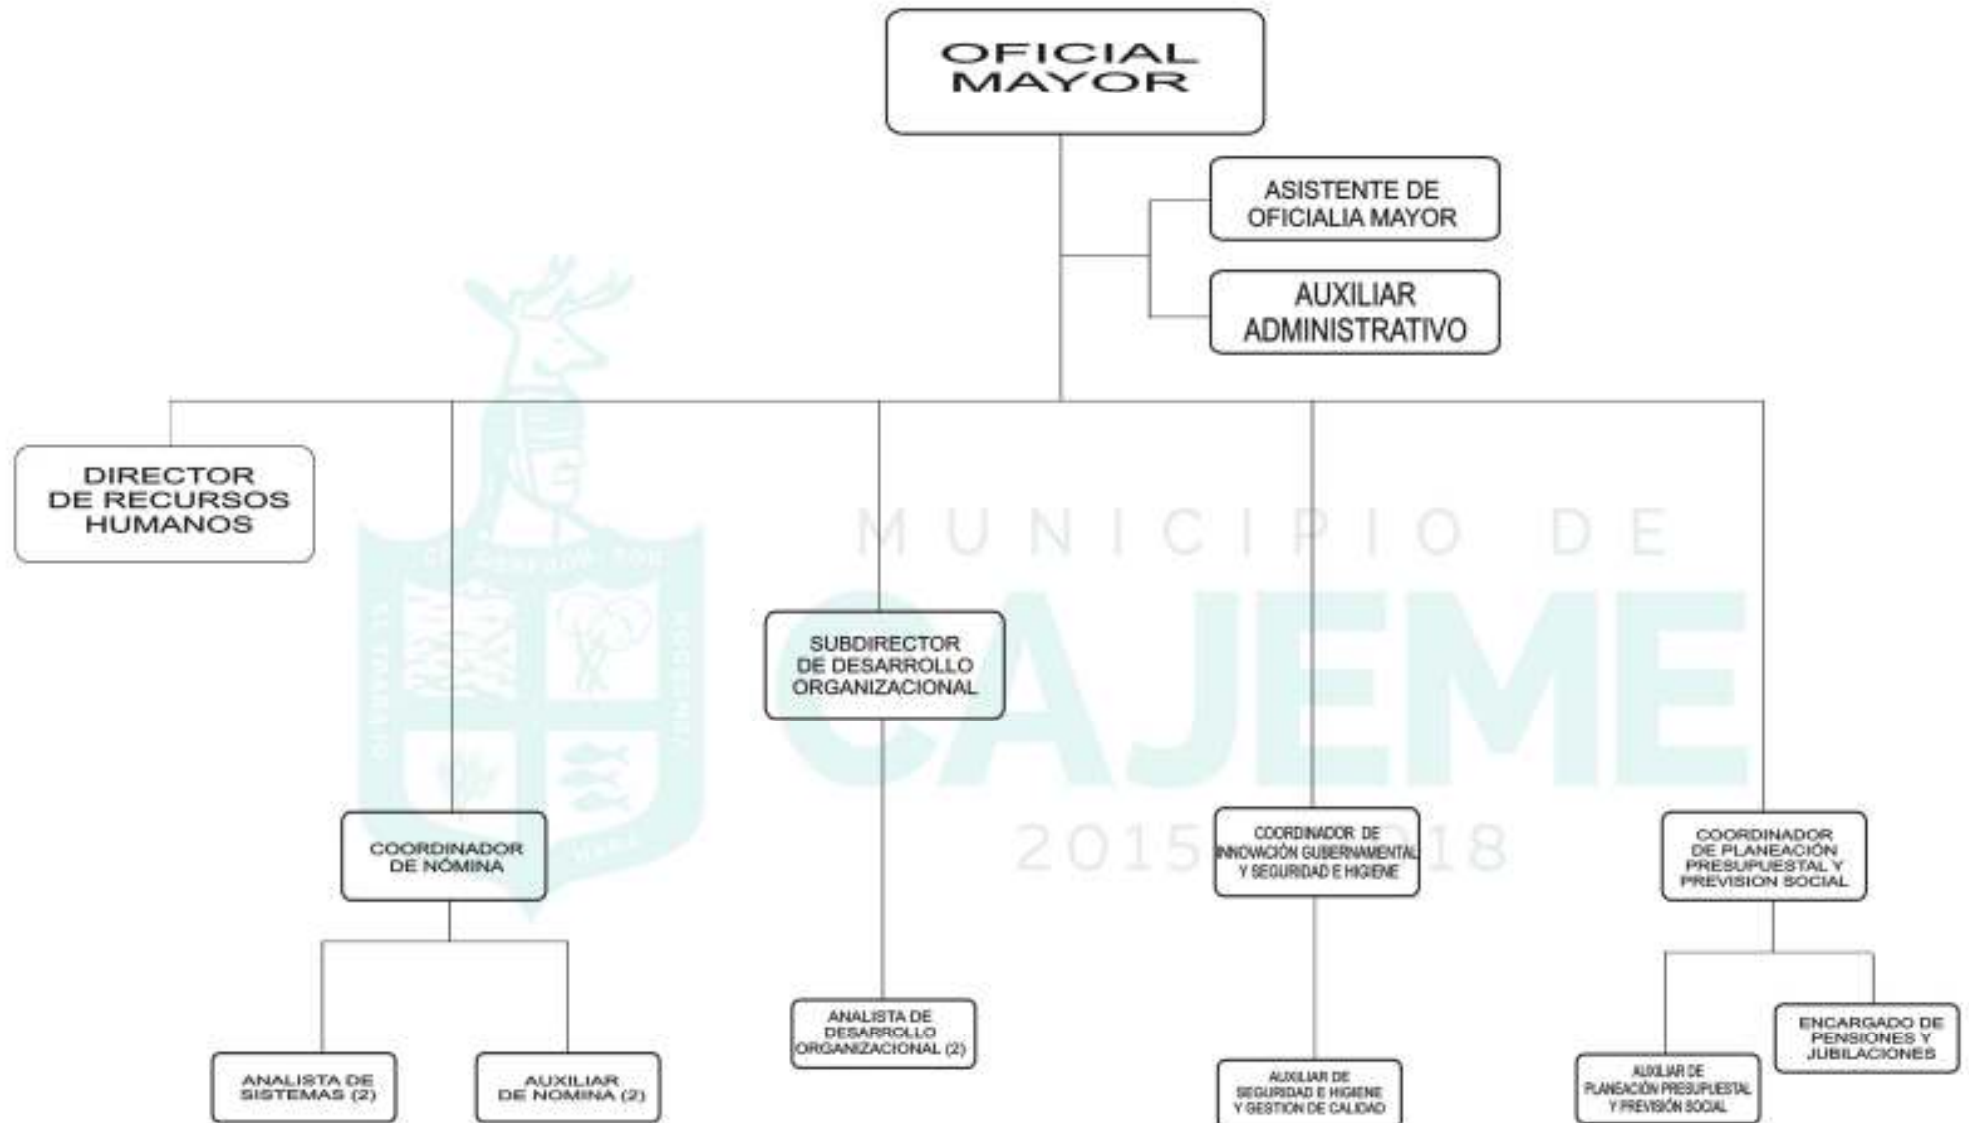 OFICIAL
MAYOR
ASISTENTE DE
OFICIALIA MAYOR
AUXILIAR
ADMINISTRATIVO
DIRECTOR
DE RECURSOS
HUMANOS
MUNICIPIO DE
CAJEME
2015 18
SUBDIRECTOR
DE DESARROLLO
ORGANIZACIONAL
COORDINADOR
DE NÓMINA
COORDINADOR DE
INNOVACIÓN GUBERNAMENTAL
Y SEGURIDAD E HIGIENE
COORDINADOR
DE PLANEACIÓN
PRESUPUESTAL Y
PREVISION SOCIAL
ANALISTA DE
SISTEMAS (2)
AUXILIAR
DE NOMINA (2)
ANALISTA DE
DESARROLLO
ORGANIZACIONAL (2)
AUXILIAR DE
SEGURIDAD E HIGIENE
Y GESTION DE CALIDAD
AUXILIAR DE
PLANEACIÓN PRESUPUESTAL
Y PREVISIÓN SOCIAL
ENCARGADO DE
PENSIONES Y
JUBILACIONES